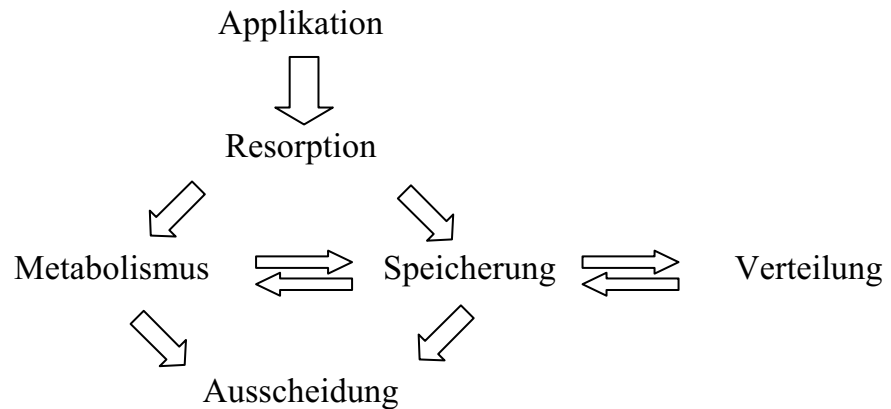 Applikation
Resorption
Metabolismus Speicherung Verteilung
Ausscheidung